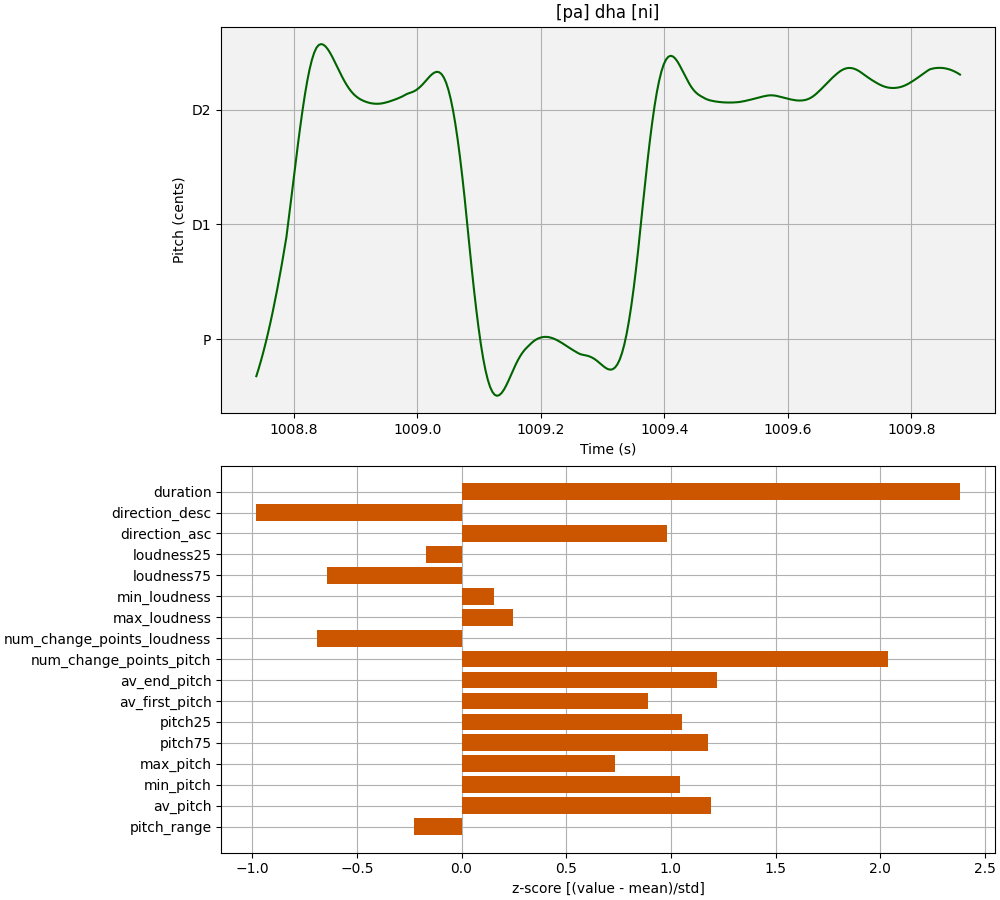 [pa] dha [ni]
D2
D1
P
Pitch (cents)
1008.8 1009.0 1009.2 1009.4 1009.6 1009.8
Time (s)
duration
direction_desc
direction_asc
loudness25
loudness75
min_loudness
max_loudness
num_change_points_loudness
num_change_points_pitch
av_end_pitch
av_first_pitch
pitch25
pitch75
max_pitch
min_pitch
av_pitch
pitch_range
−1.0 −0.5 0.0 0.5 1.0 1.5 2.0 2.5
z-score [(value - mean)/std]